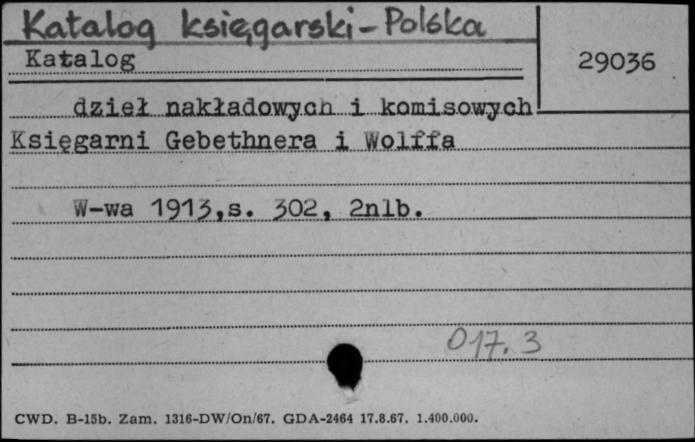 Katalog księgarski - Polska
Katalog
29036
dzieł nakładowych i komisowych
Księgarni Gebethnera i Wolffa
W-wa 1913,s. 302, 2nlb.
017.3
CWD. B-15b. Zam. 1316-DW/On/67. GDA-2464 17.8.67. 1.400.000.